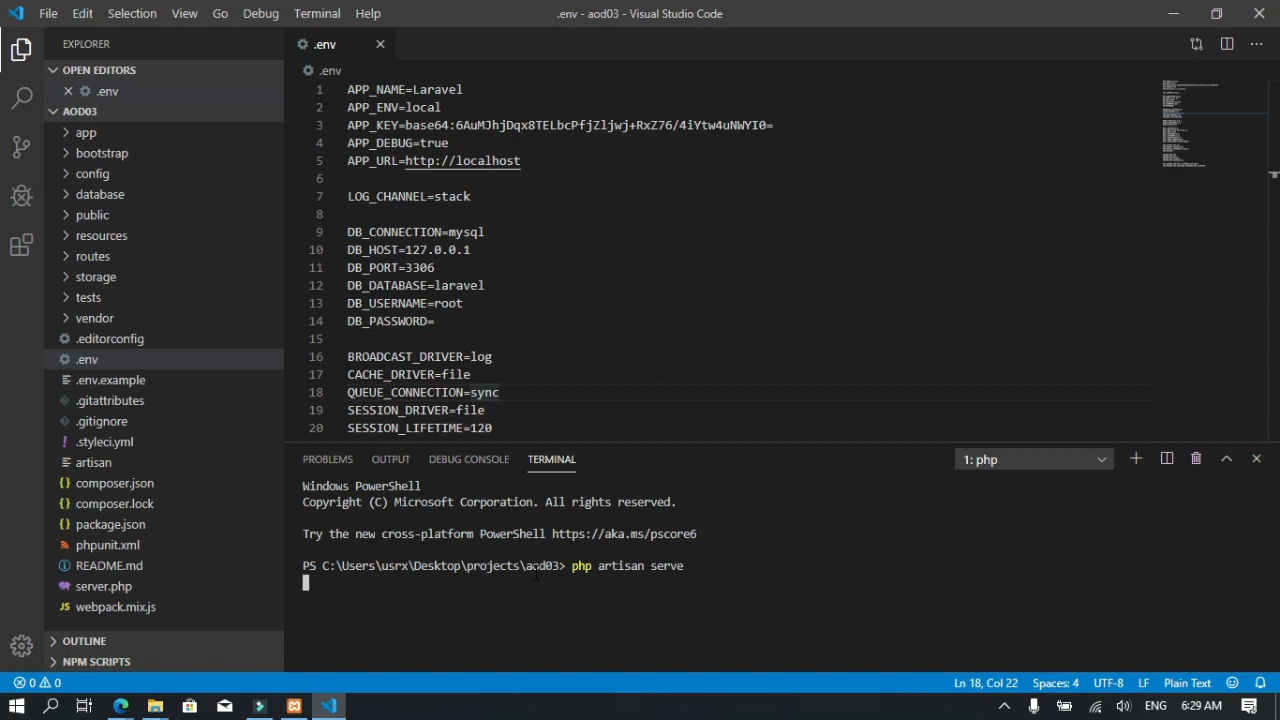 File Edit Selection View Go Debug Terminal Help
.env - aod03 - Visual Studio Code
EXPLORER
OPEN EDITORS
.env
AOD03
app
bootstrap
config
database
public
resources
routes
storage
tests
vendor
.editorconfig
.env
.env.example
.gitattributes
.gitignore
.styleci.yml
artisan
composer.json
composer.lock
package.json
phpunit.xml
README.md
server.php
webpack.mix.js
OUTLINE
NPM SCRIPTS
.env
.env
1 APP_NAME=Laravel
2 APP_ENV=local
3
4 APP_DEBUG=true
5 APP_URL=http://localhost
6
7 LOG_CHANNEL=stack
8
9 DB_CONNECTION=mysql
10 DB_HOST=127.0.0.1
11 DB_PORT=3306
12 DB_DATABASE=laravel
13 DB_USERNAME=root
14 DB_PASSWORD=
15
16 BROADCAST_DRIVER=log
17 CACHE_DRIVER=file
18 QUEUE_CONNECTION=sync
19 SESSION_DRIVER=file
20 SESSION_LIFETIME=120
PROBLEMS OUTPUT DEBUG CONSOLE TERMINAL
1: php
Windows PowerShell
Copyright (C) Microsoft Corporation. All rights reserved.
Try the new cross-platform PowerShell https://aka.ms/pscore6
PS C:\Users\usrx\Desktop\projects\aod03> php artisan serve
0 0
Ln 18, Col 22 Spaces: 4 UTF-8 LF Plain Text
ENG 6:29 AM